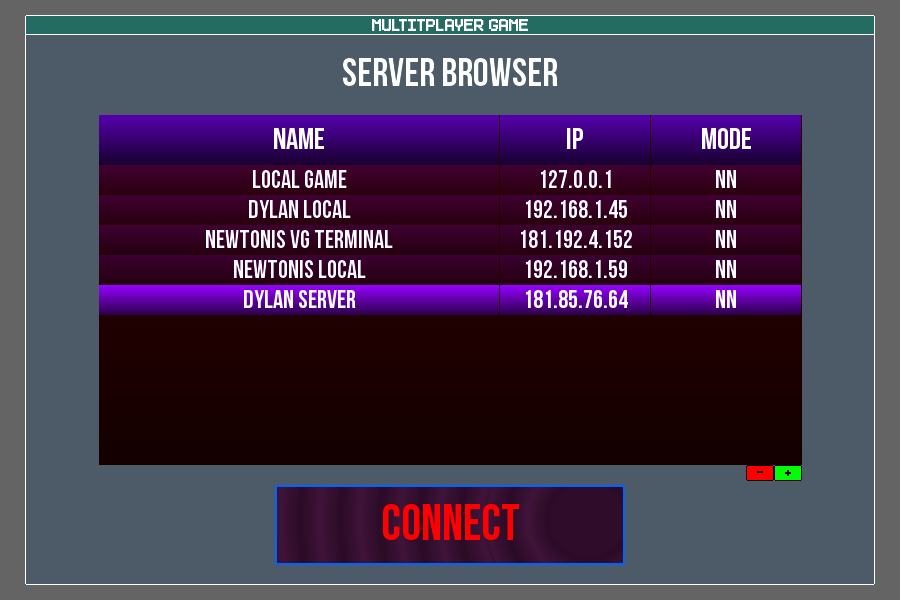 MULTITPLAYER GAME
SERVER BROWSER
NAME IP MODE
LOCAL GAME 127.0.0.1 NN
DYLAN LOCAL 192.168.1.45 NN
NEWTONIS VG TERMINAL 181.192.4.152 NN
NEWTONIS LOCAL 192.168.1.59 NN
DYLAN SERVER 181.85.76.64 NN
- +
CONNECT